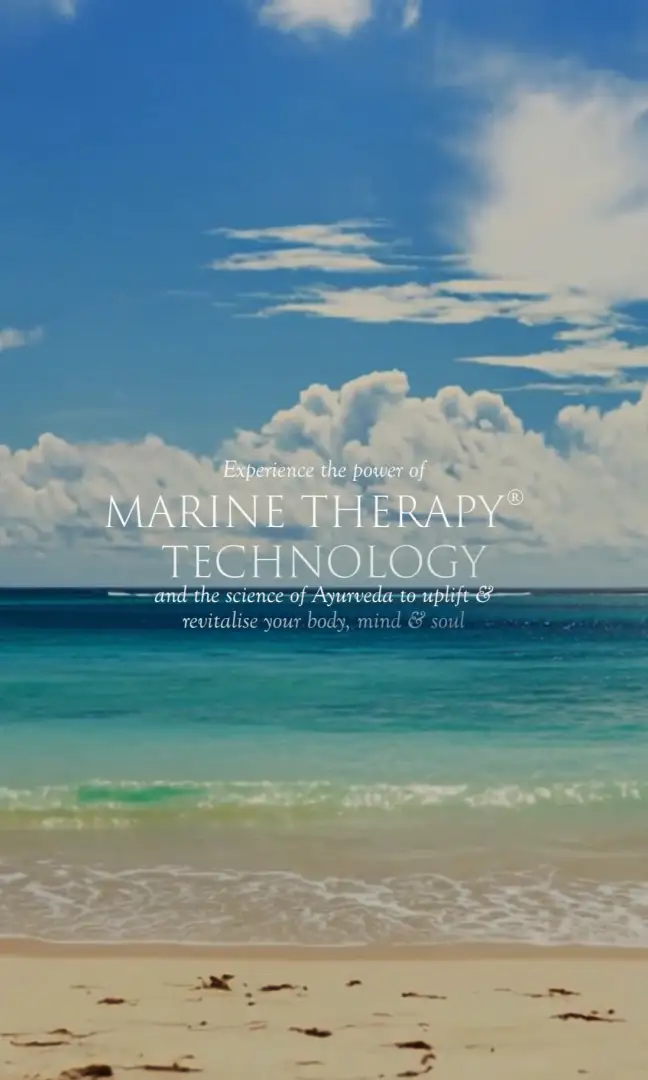 Experience the power of
MARINE THERAPY®
TECHNOLOGY
and the science of Ayurveda to uplift &
revitalise your body, mind & soul